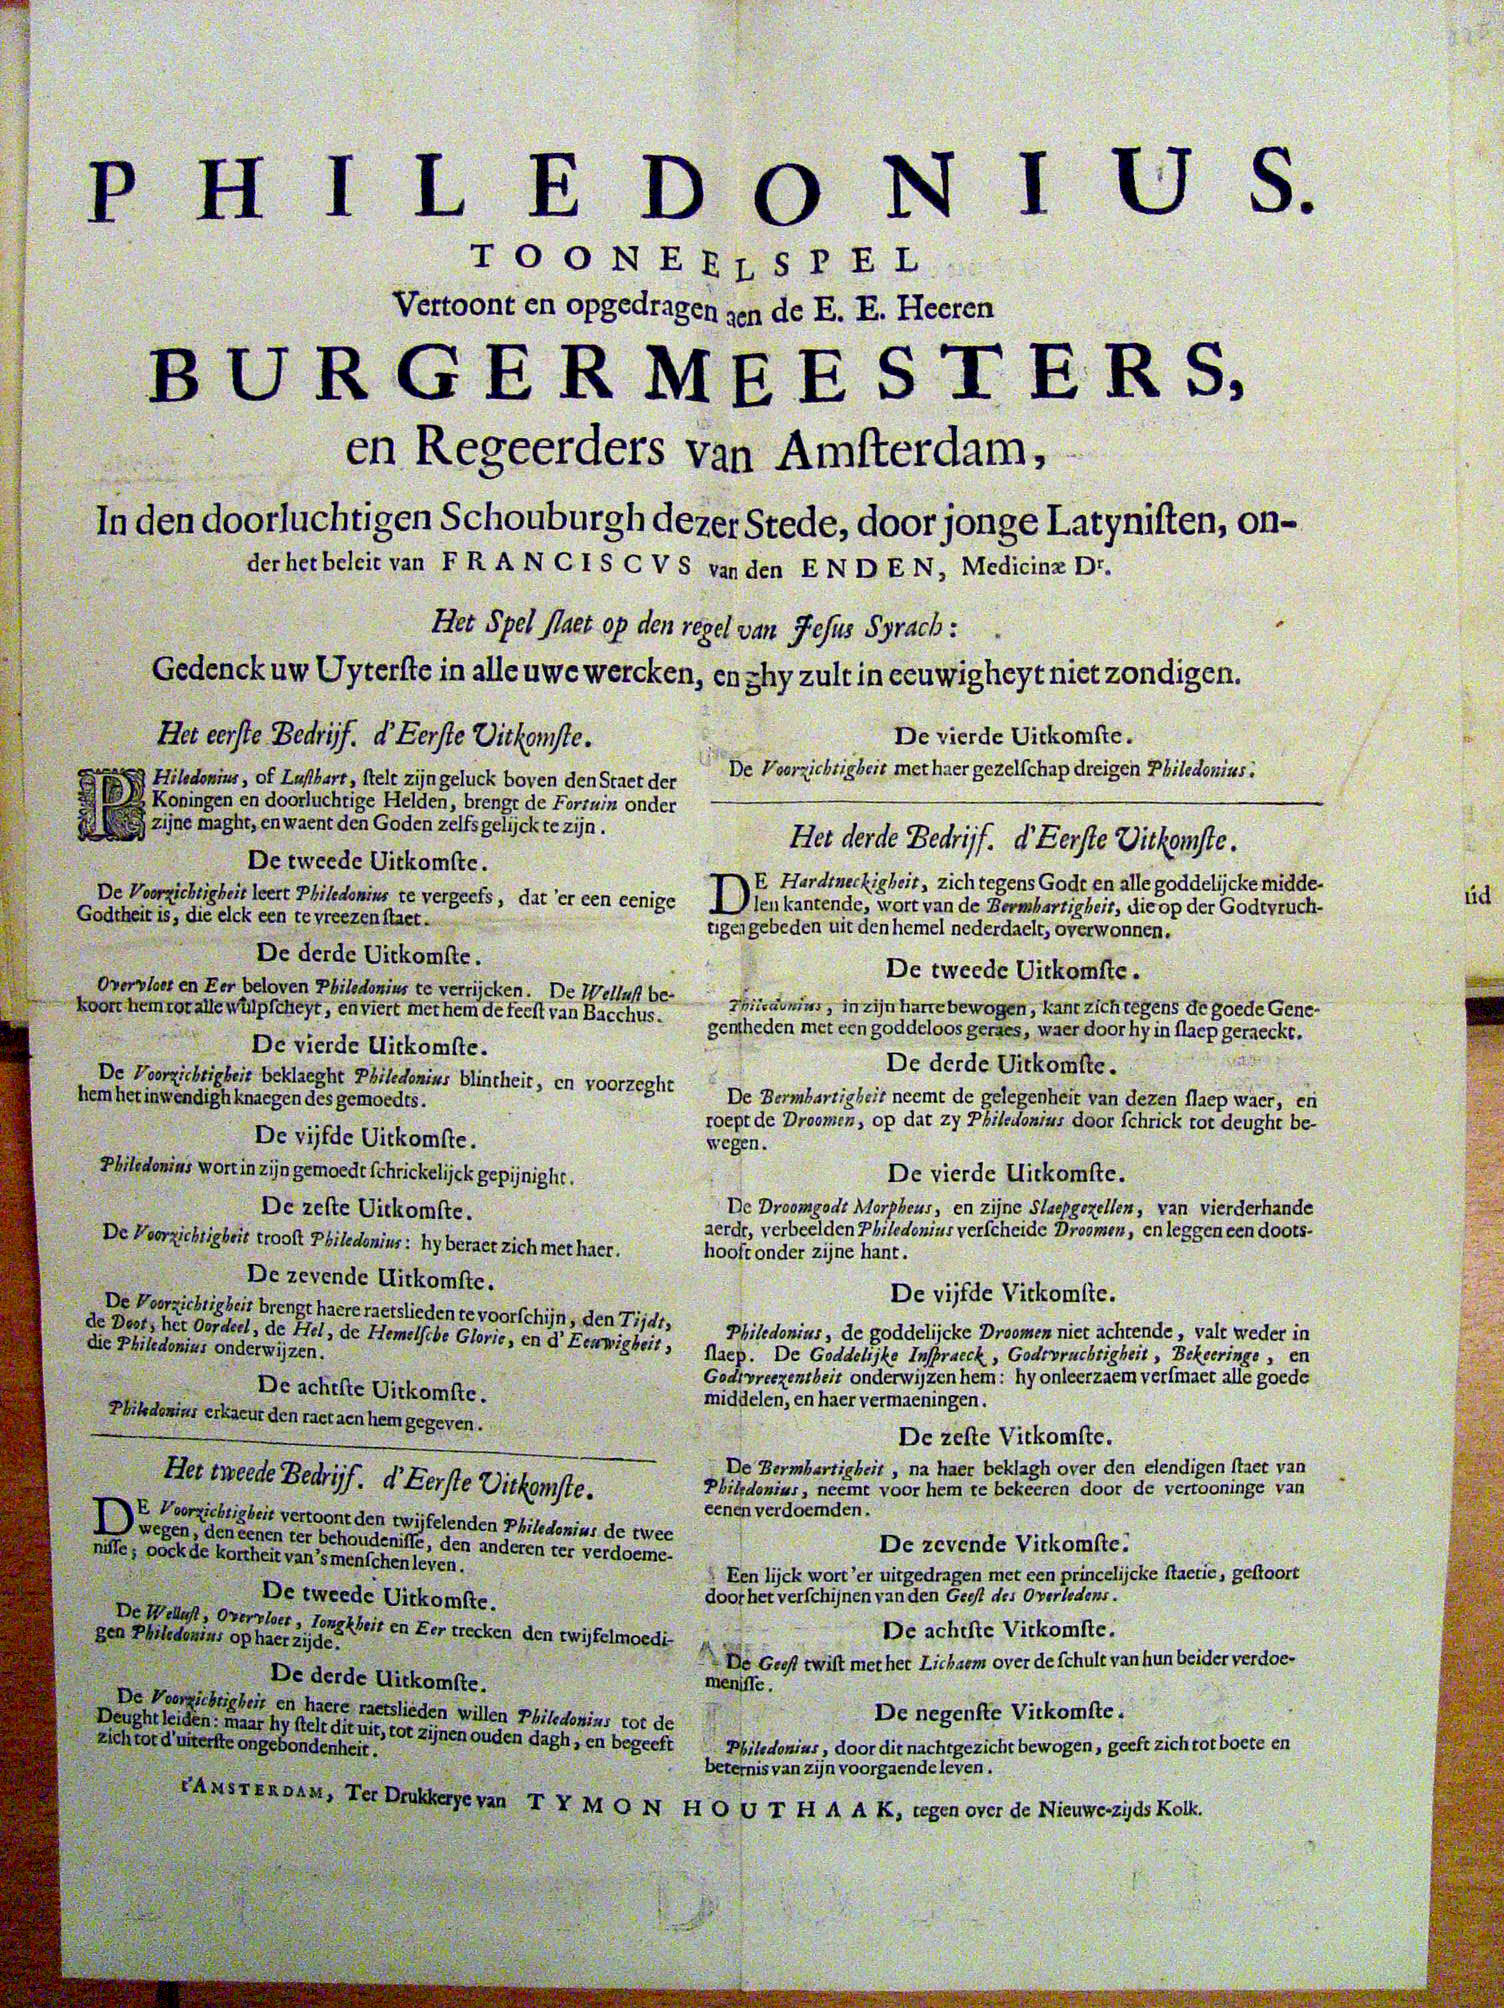 PHILEDONIUS.
TOONEELSPEL
Vertoont en opgedragen aen de E. E. Heeren
BURGERMEESTERS,
en Regeerders van Amſterdam,
In den doorluchtigen Schouburgh dezer Stede, door jonge Latyniſten, on-
der het beleit van FRANCISCVS van den ENDEN, Medicinæ Dr.
Het Spel ſlaet op den regel van Jeſus Syrach:
Gedenck uw Uyterſte in alle uwe wercken, en ghy zult in eeuwigheyt niet zondigen.
Het eerſte Bedrijf. d'Eerſte Vitkomſte.
PHiledonius, of Luſthart, ſtelt zijn geluck boven den Staet der
Koningen en doorluchtige Helden, brengt de Fortuin onder
zijne maght, en waent den Goden zelfs gelijck te zijn.
De tweede Uitkomſte.
De Voorzichtigheit leert Philedonius te vergeefs, dat 'er een eenige
Godtheit is, die elck een te vreezen ſtaet.
De derde Uitkomſte.
Overvloet en Eer beloven Philedonius te verrijcken. De Welluſt be-
koort hem tot alle wulpſcheyt, en viert met hem de feeſt van Bacchus.
De vierde Uitkomſte.
De Voorzichtigheit beklaeght Philedonius blintheit, en voorzeght
hem het inwendigh knaegen des gemoedts.
De vijfde Uitkomſte.
Philedonius wort in zijn gemoedt ſchrickelijck gepijnight.
De zeſte Uitkomſte.
De Voorzichtigheit trooſt Philedonius: hy beraet zich met haer.
De zevende Uitkomſte.
De Voorzichtigheit brengt haere raetslieden te voorſchijn, den Tijdt,
de Doot, het Oordeel, de Hel, de Hemelſche Glorie, en d'Eeuwigheit,
die Philedonius onderwijzen.
De achtſte Uitkomſte.
Philedonius erkaeut den raet aen hem gegeven.
Het tweede Bedrijf. d'Eerſte Vitkomſte.
DE Voorzichtigheit vertoont den twijfelenden Philedonius de twee
wegen, den eenen ter behoudeniſſe, den anderen ter verdoeme-
niſſe; oock de kortheit van 's menſchen leven.
De tweede Uitkomſte.
De Welluſt, Overvloet, Iongkheit en Eer trecken den twijfelmoedi-
gen Philedonius op haer zijde.
De derde Uitkomſte.
De Voorzichtigheit en haere raetslieden willen Philedonius tot de
Deught leiden: maar hy ſtelt dit uit, tot zijnen ouden dagh, en begeeft
zich tot d'uiterſte ongebondenheit.
De vierde Uitkomſte.
De Voorzichtigheit met haer gezelſchap dreigen Philedonius.
Het derde Bedrijf. d'Eerſte Vitkomſte.
DE Hardtneckigheit, zich tegens Godt en alle goddelijcke midde-
len kantende, wort van de Bermhartigheit, die op der Godtvruch-
tigen gebeden uit den hemel nederdaelt, overwonnen.
De tweede Uitkomſte.
Philedonius, in zijn harte bewogen, kant zich tegens de goede Gene-
gentheden met een goddeloos geraes, waer door hy in ſlaep geraeckt.
De derde Uitkomſte.
De Bermhartigheit neemt de gelegenheit van dezen ſlaep waer, en
roept de Droomen, op dat zy Philedonius door ſchrick tot deught be-
wegen.
De vierde Uitkomſte.
De Droomgodt Morpheus, en zijne Slaepgezellen, van vierderhande
aerdt, verbeelden Philedonius verſcheide Droomen, en leggen een doots-
hooft onder zijne hant.
De vijfde Vitkomſte.
Philedonius, de goddelijcke Droomen niet achtende, valt weder in
ſlaep. De Goddelijke Inſpraeck, Godtvruchtigheit, Bekeeringe, en
Godtvreezentheit onderwijzen hem: hy onleerzaem verſmaet alle goede
middelen, en haer vermaeningen.
De zeſte Vitkomſte.
De Bermhartigheit, na haer beklagh over den elendigen ſtaet van
Philedonius, neemt voor hem te bekeeren door de vertooninge van
eenen verdoemden.
De zevende Vitkomſte.
Een lijck wort 'er uitgedragen met een princelijcke ſtaetie, geſtoort
door het verſchijnen van den Geeſt des Overledens.
De achtſte Vitkomſte.
De Geeſt twiſt met het Lichaem over de ſchult van hun beider verdoe-
meniſſe.
De negenſte Vitkomſte.
Philedonius, door dit nachtgezicht bewogen, geeft zich tot boete en
beternis van zijn voorgaende leven.
t'AMSTERDAM, Ter Drukkerye van TYMON HOUTHAAK, tegen over de Nieuwe-zijds Kolk.